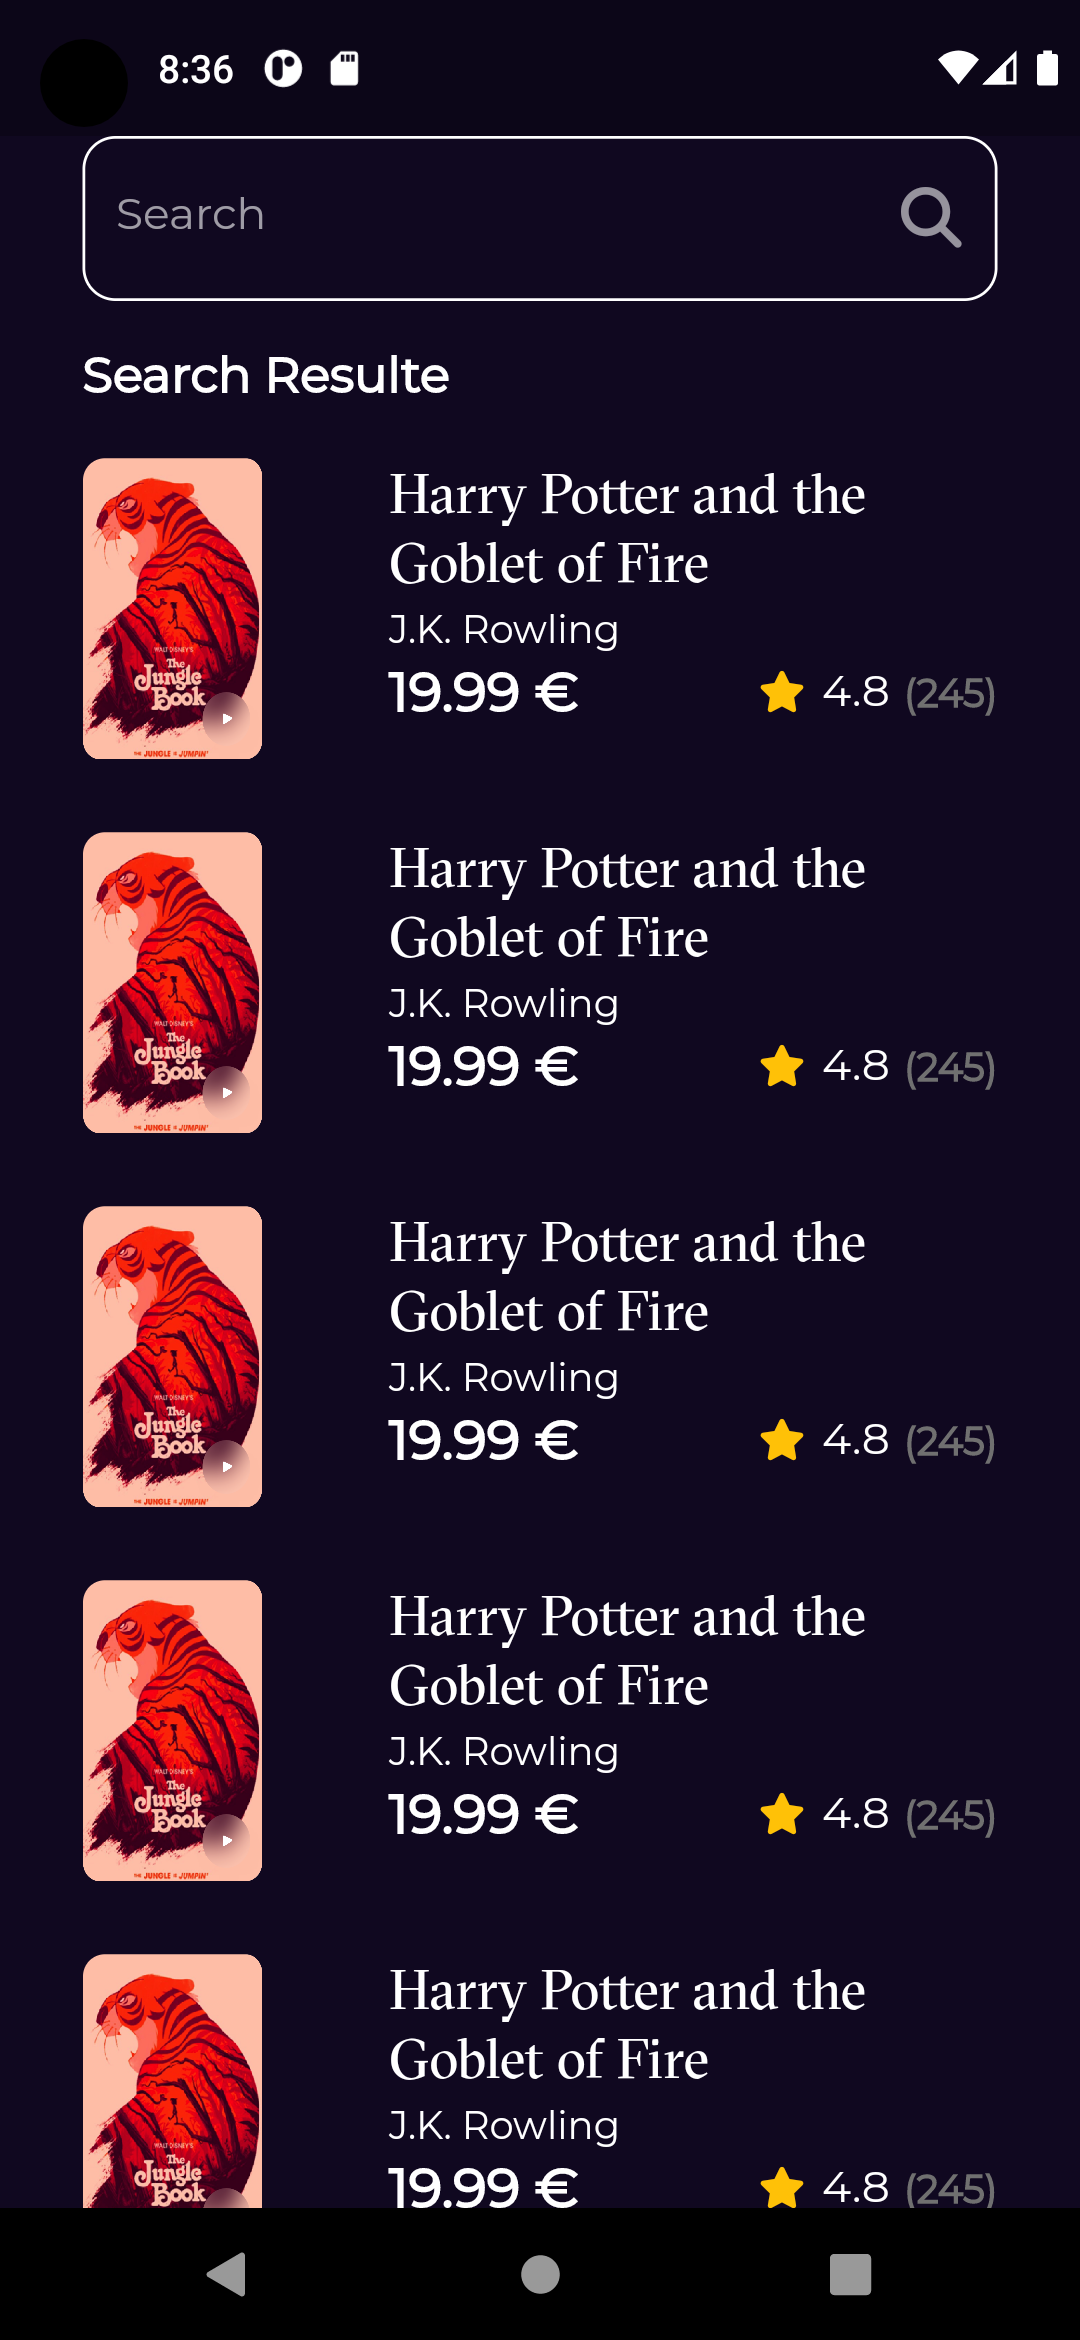 8:36
Search
Search Resulte
Harry Potter and the
Goblet of Fire
J.K. Rowling
19.99 € 4.8 (245)
WALT DISNEY'S
The
Jungle
Book
THE JUNGLE IS JUMPIN'
Harry Potter and the
Goblet of Fire
J.K. Rowling
19.99 € 4.8 (245)
WALT DISNEY'S
The
Jungle
Book
THE JUNGLE IS JUMPIN'
Harry Potter and the
Goblet of Fire
J.K. Rowling
19.99 € 4.8 (245)
WALT DISNEY'S
The
Jungle
Book
THE JUNGLE IS JUMPIN'
Harry Potter and the
Goblet of Fire
J.K. Rowling
19.99 € 4.8 (245)
WALT DISNEY'S
The
Jungle
Book
THE JUNGLE IS JUMPIN'
Harry Potter and the
Goblet of Fire
J.K. Rowling
19.99 € 4.8 (245)
WALT DISNEY'S
The
Jungle
Book